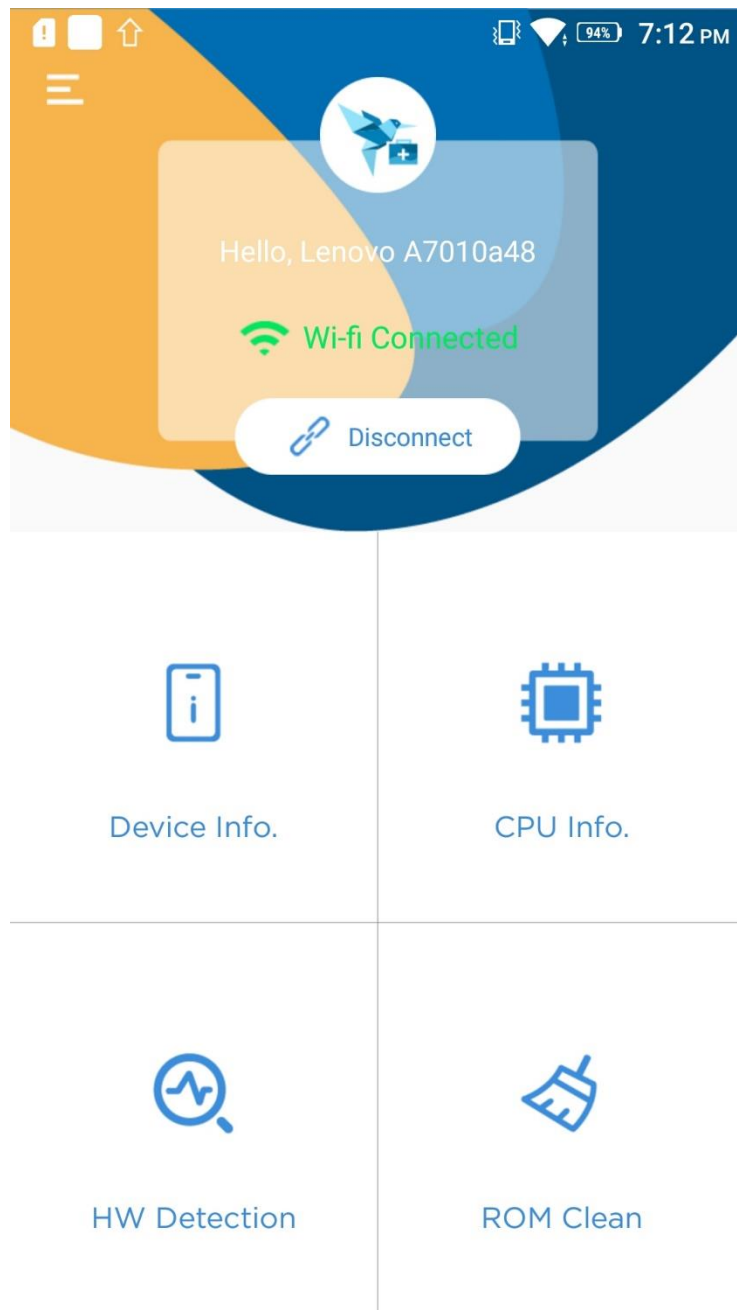 94% 7:12 PM
Hello, Lenovo A7010a48
Wi-fi Connected
Disconnect
Device Info.
CPU Info.
HW Detection
ROM Clean